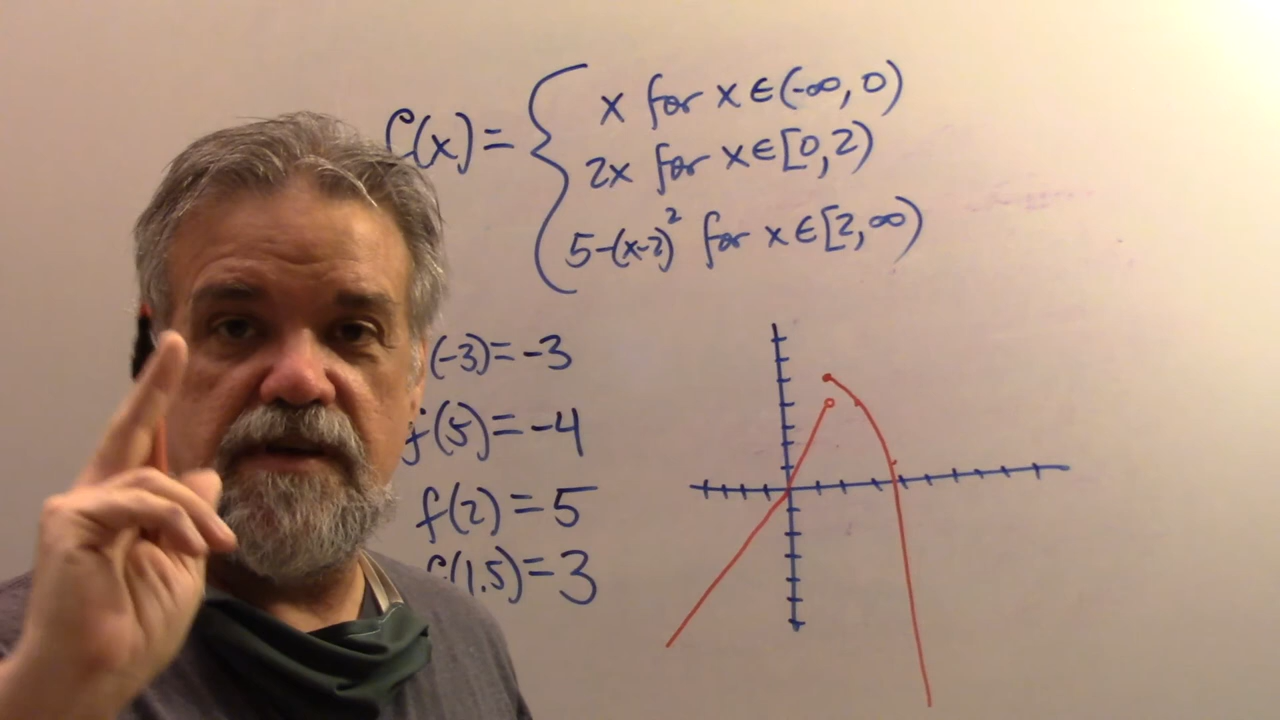 f(x) = { x for x ∈ (-∞, 0)
2x for x ∈ [0, 2)
5-(x-2)² for x ∈ [2, ∞)
(-3) = -3
f(5) = -4
f(2) = 5
f(1.5) = 3